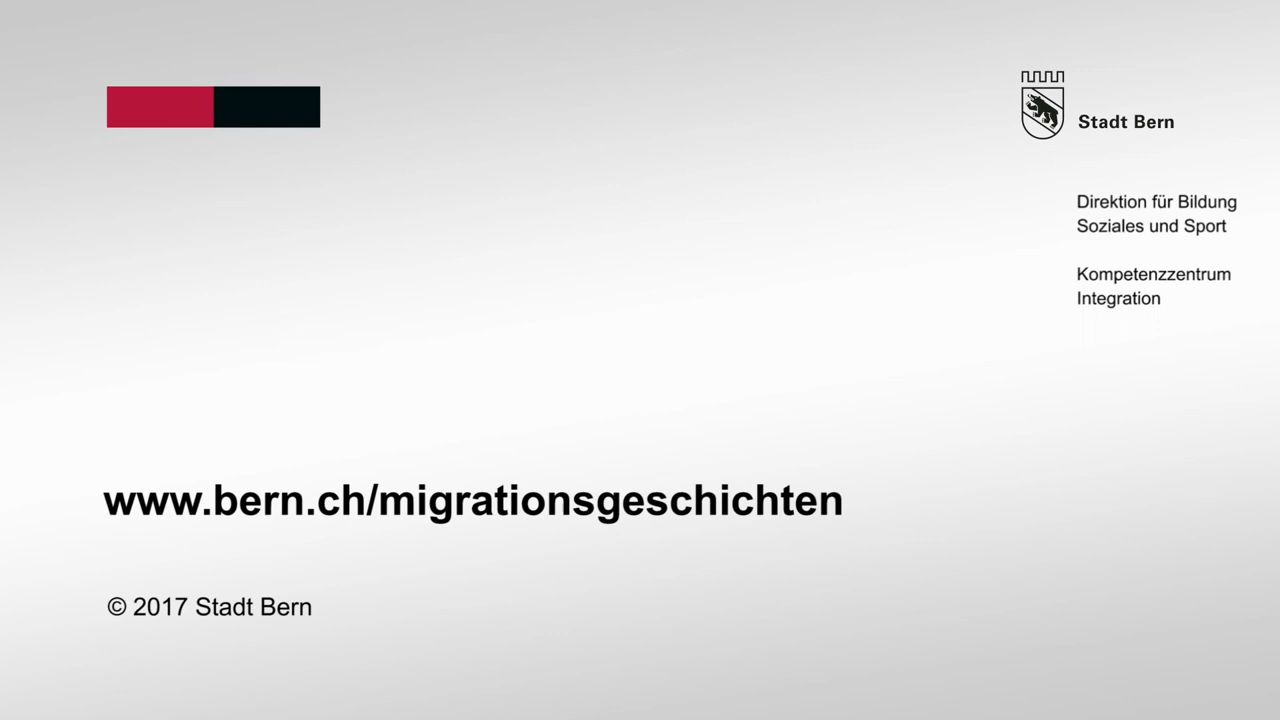 Stadt Bern
Direktion für Bildung
Soziales und Sport
Kompetenzzentrum
Integration
www.bern.ch/migrationsgeschichten
© 2017 Stadt Bern